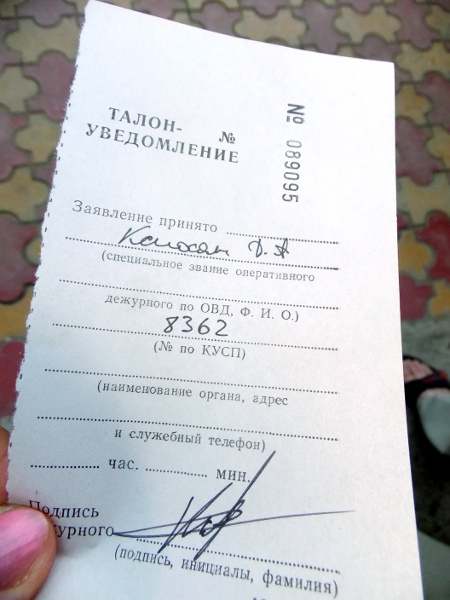 ТАЛОН- №
УВЕДОМЛЕНИЕ
№ 089095
Заявление принято
Д.А
(специальное звание оперативного
дежурного по ОВД, Ф. И. О.)
8362
(№ по КУСП)
(наименование органа, адрес
и служебный телефон)
час. мин.
Подпись
(подпись, инициалы, фамилия)